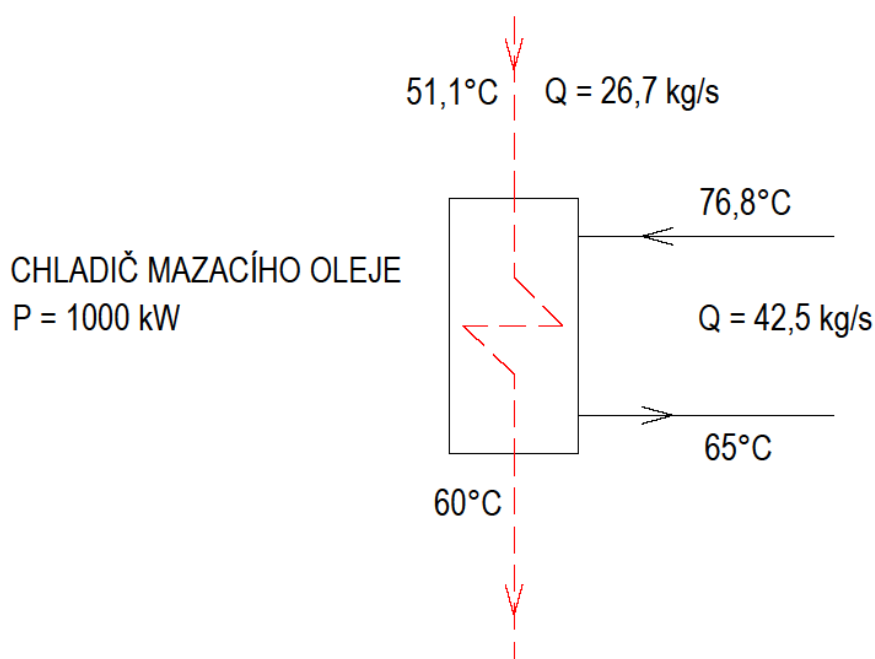 51,1°C
Q = 26,7 kg/s
76,8°C
CHLADIČ MAZACÍHO OLEJE
P = 1000 kW
Q = 42,5 kg/s
65°C
60°C